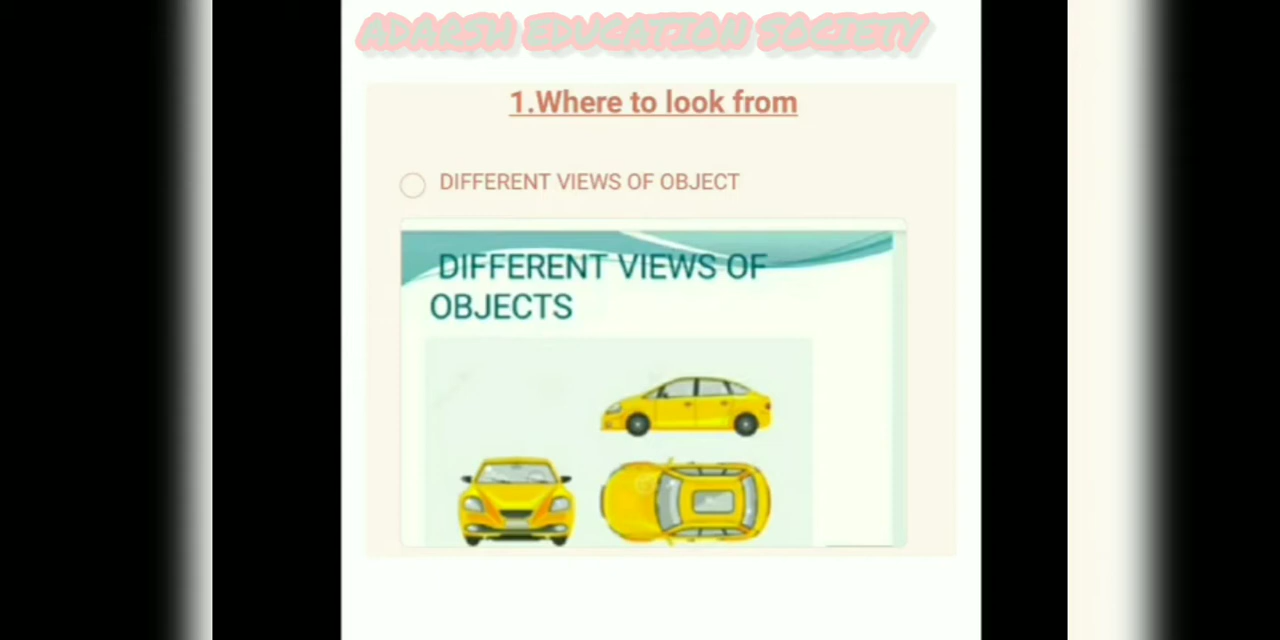 ADARSH EDUCATION SOCIETY
1.Where to look from
DIFFERENT VIEWS OF OBJECT
DIFFERENT VIEWS OF
OBJECTS